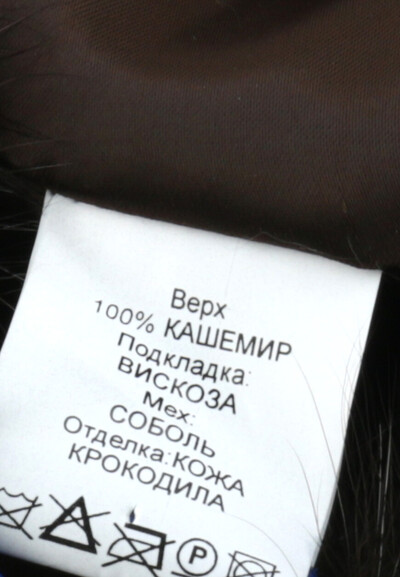 Верх
100% КАШЕМИР
Подкладка:
ВИСКОЗА
Мех:
СОБОЛЬ
Отделка:КОЖА
КРОКОДИЛА
P